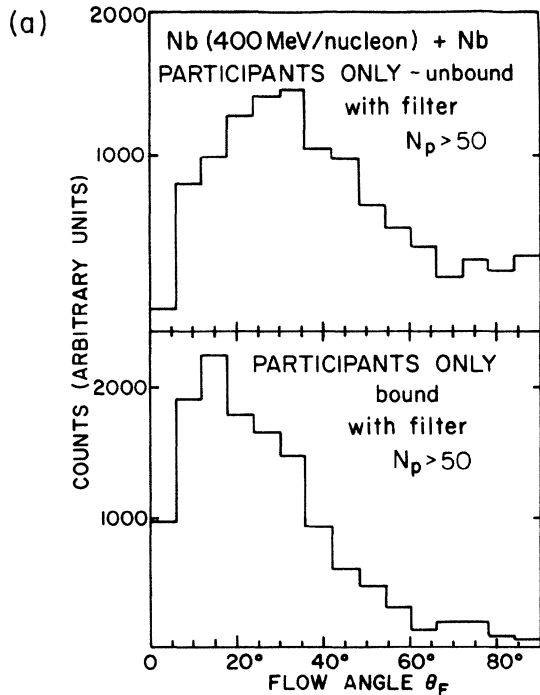 (a)
2000
Nb (400 MeV/nucleon) + Nb
PARTICIPANTS ONLY - unbound
with filter
Np > 50
1000
COUNTS (ARBITRARY UNITS)
PARTICIPANTS ONLY
bound
with filter
Np > 50
2000
1000
0 20° 40° 60° 80°
FLOW ANGLE θF